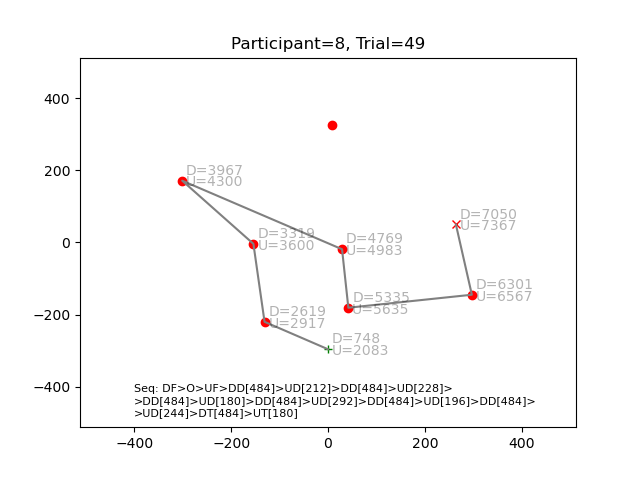 Participant=8, Trial=49
400
200
0
−200
−400
D=3967
U=4300
D=3319
U=3600
D=4769
U=4983
D=7050
U=7367
D=6301
U=6567
D=5335
U=5635
D=2619
U=2917
D=748
U=2083
Seq: DF>O>UF>DD[484]>UD[212]>DD[484]>UD[228]>
>DD[484]>UD[180]>DD[484]>UD[292]>DD[484]>UD[196]>DD[484]>
>UD[244]>DT[484]>UT[180]
−400 −200 0 200 400